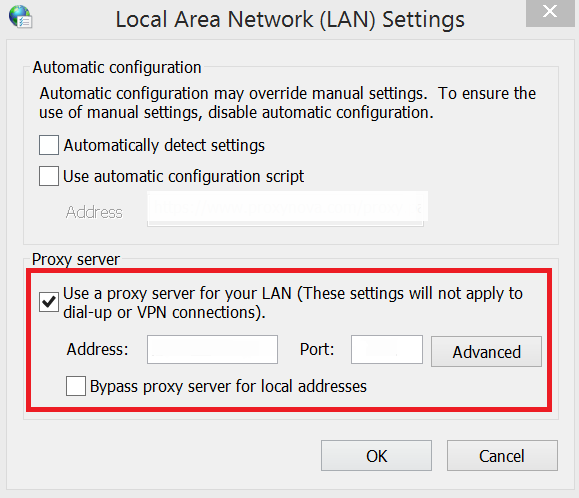 Local Area Network (LAN) Settings
Automatic configuration
Automatic configuration may override manual settings.  To ensure the
use of manual settings, disable automatic configuration.
Automatically detect settings
Use automatic configuration script
Address
Proxy server
Use a proxy server for your LAN (These settings will not apply to
dial-up or VPN connections).
Address:
Port:
Advanced
Bypass proxy server for local addresses
OK
Cancel